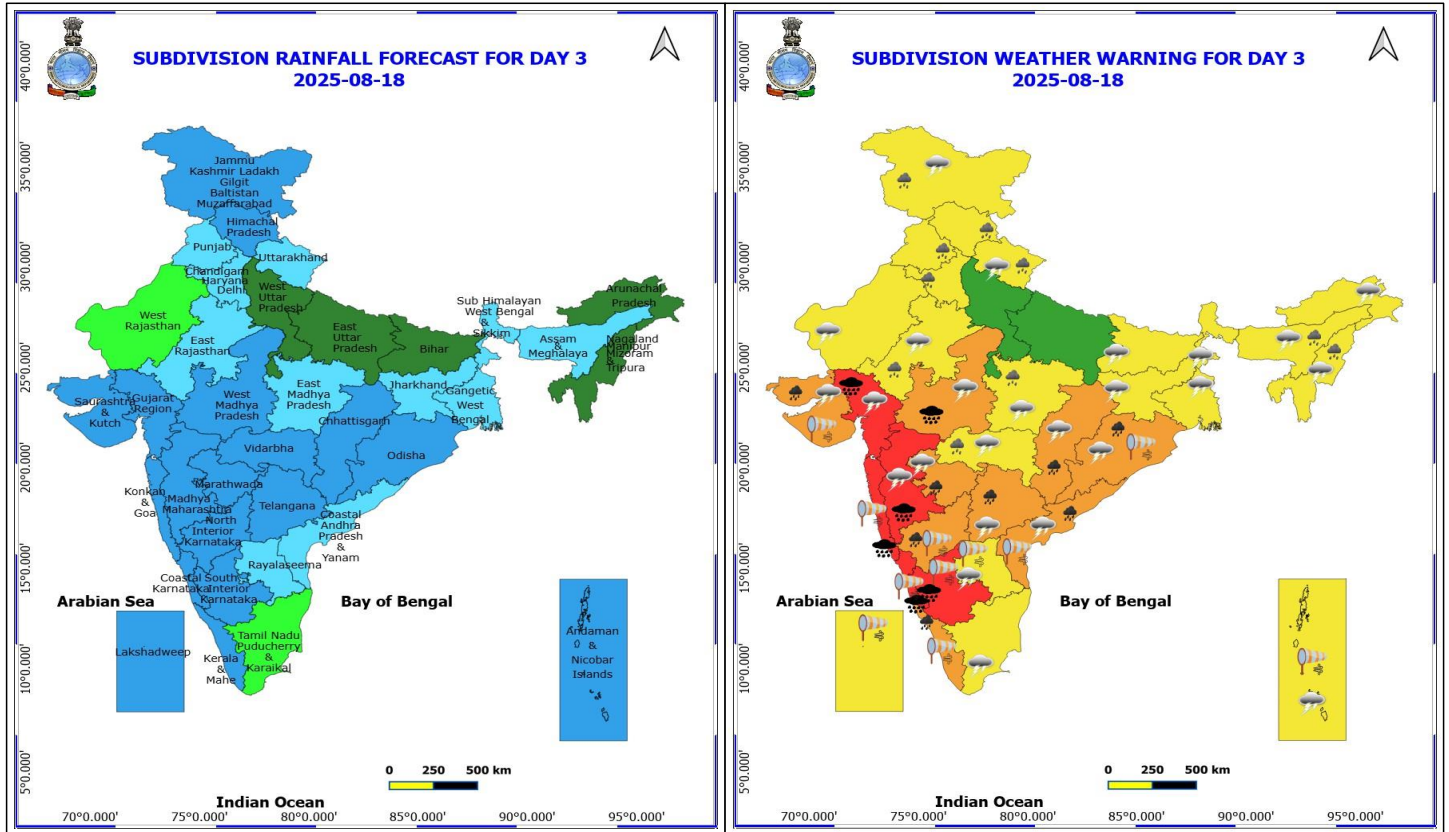 SUBDIVISION RAINFALL FORECAST FOR DAY 3
2025-08-18
40°0.000'
35°0.000'
30°0.000'
25°0.000'
20°0.000'
15°0.000'
10°0.000'
5°0.000'
Jammu
Kashmir Ladakh
Gilgit
Baltistan
Muzaffarabad
Himachal
Pradesh
Punjab
Uttarakhand
Chandigarh
Haryana
Delhi
West
Uttar
Pradesh
West
Rajasthan
East
Rajasthan
East
Uttar
Pradesh
Bihar
Sub Himalayan
West Bengal
&
Sikkim
Arunachal
Pradesh
Assam
&
Meghalaya
Nagaland
Manipur
Mizoram
&
Tripura
Saurashtra
&
Kutch
Gujarat
Region
West
Madhya
Pradesh
East
Madhya
Pradesh
Jharkhand
Gangetic
West
Bengal
Chhattisgarh
Vidarbha
Odisha
Konkan
&
Goa
Madhya
Maharashtra
Marathwada
North
Interior
Karnataka
Telangana
Coastal
Andhra
Pradesh
&
Yanam
Rayalaseema
Coastal
Karnataka
South
Interior
Karnataka
Arabian Sea
Bay of Bengal
Tamil Nadu
Puducherry
&
Karaikal
Lakshadweep
Kerala
&
Mahe
Andaman
&
Nicobar
Islands
0 250 500 km
Indian Ocean
70°0.000' 75°0.000' 80°0.000' 85°0.000' 90°0.000' 95°0.000'
SUBDIVISION WEATHER WARNING FOR DAY 3
2025-08-18
40°0.000'
35°0.000'
30°0.000'
25°0.000'
20°0.000'
15°0.000'
10°0.000'
5°0.000'
Arabian Sea
Bay of Bengal
0 250 500 km
Indian Ocean
70°0.000' 75°0.000' 80°0.000' 85°0.000' 90°0.000' 95°0.000'